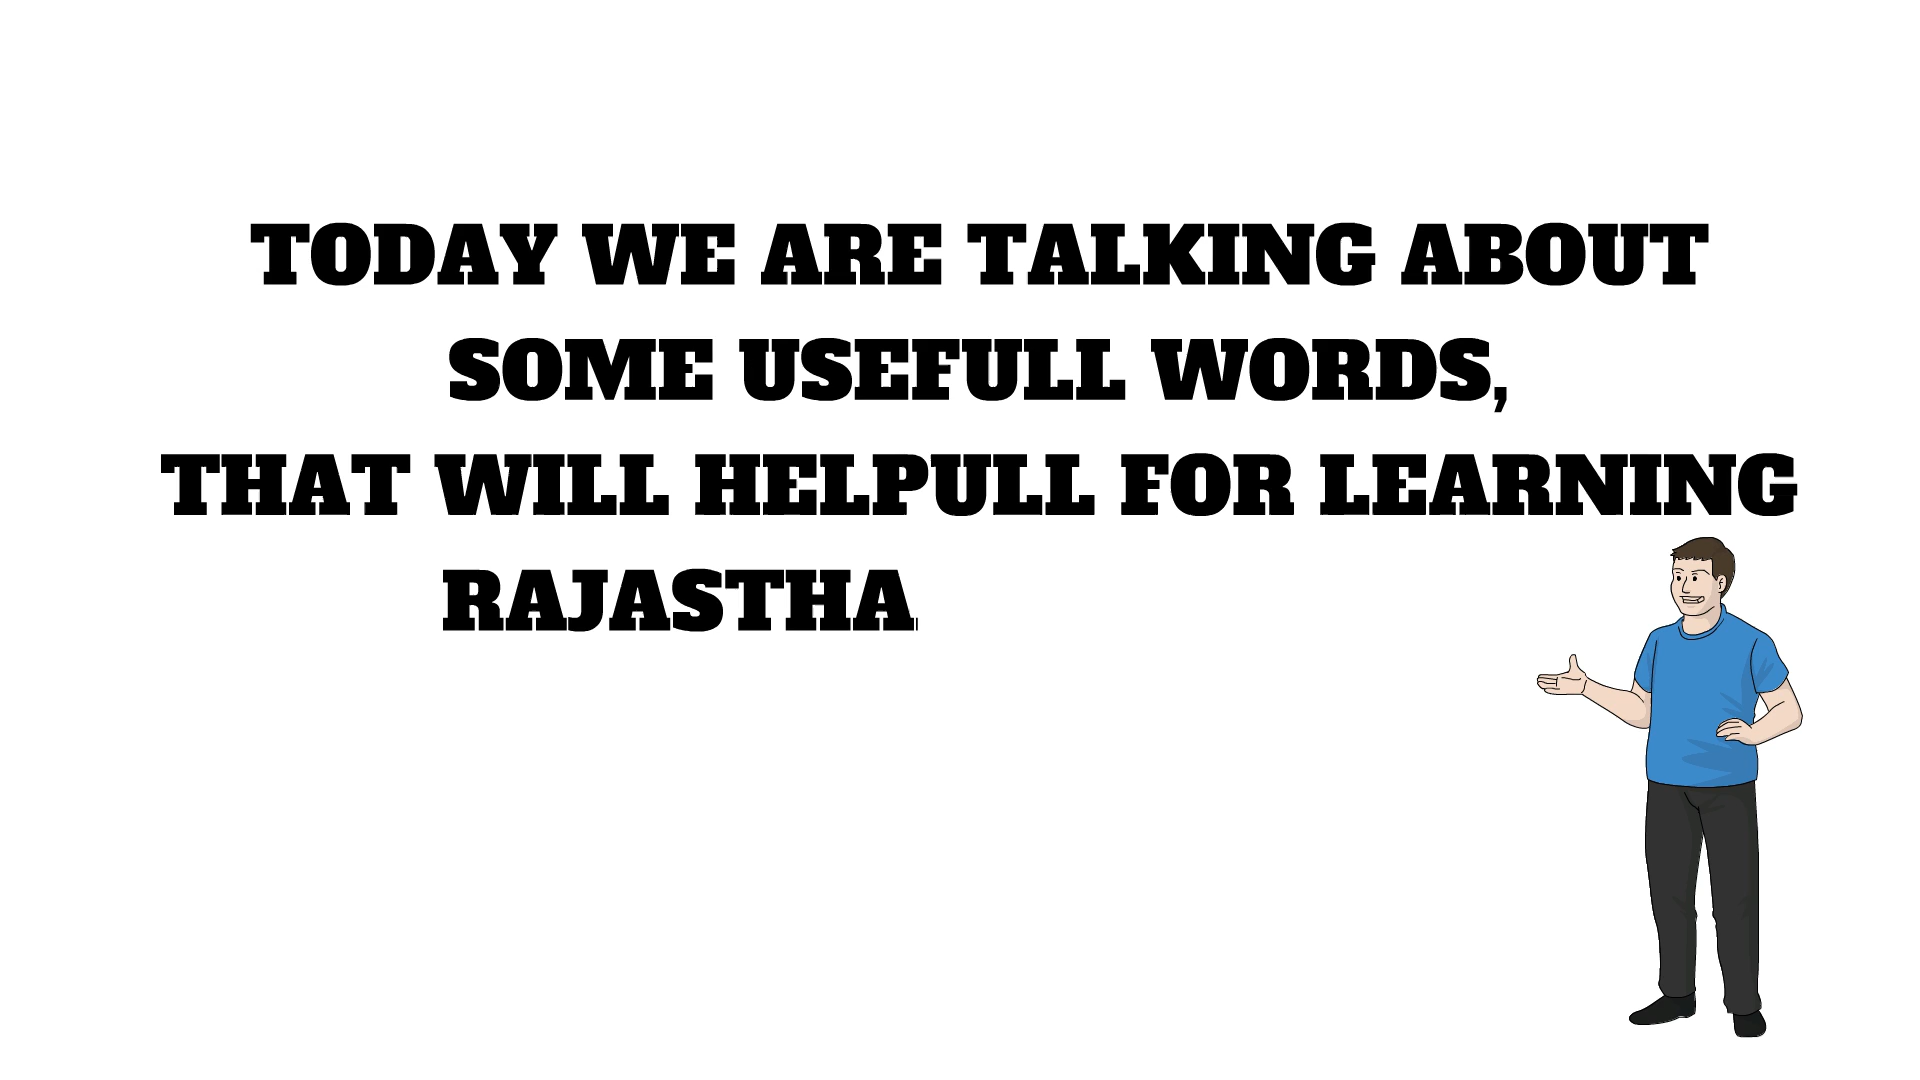 TODAY WE ARE TALKING ABOUT
SOME USEFULL WORDS,
THAT WILL HELPULL FOR LEARNING
RAJASTHA